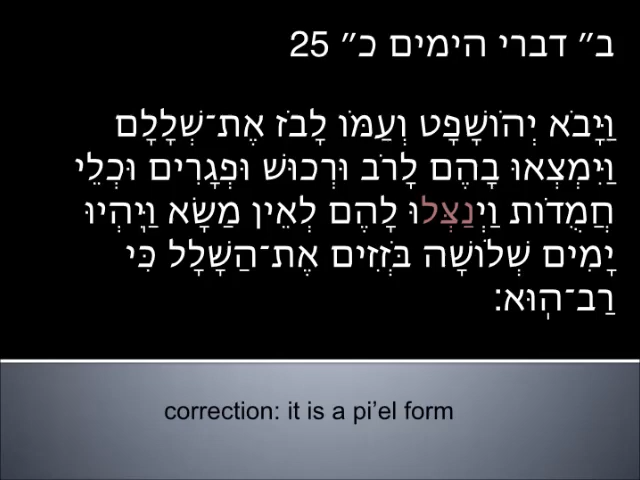 ב״ דברי הימים כ״ 25
וַיָּבֹא יְהוֹשָׁפָט וְעַמּוֹ לָבֹז אֶת־שְׁלָלָם
וַיִּמְצְאוּ בָהֶם לָרֹב וּרְכוּשׁ וּפְגָרִים וּכְלֵי
חֲמֻדוֹת וַיְנַצְּלוּ לָהֶם לְאֵין מַשָּׂא וַיִּהְיוּ
יָמִים שְׁלוֹשָׁה בֹּזְזִים אֶת־הַשָּׁלָל כִּי
רַב־הוּא:
correction: it is a pi’el form